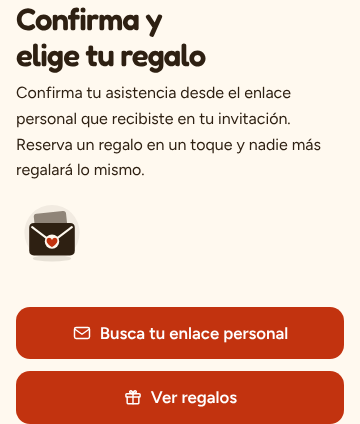 Confirma y
elige tu regalo
Confirma tu asistencia desde el enlace
personal que recibiste en tu invitación.
Reserva un regalo en un toque y nadie más
regalará lo mismo.
Busca tu enlace personal
Ver regalos